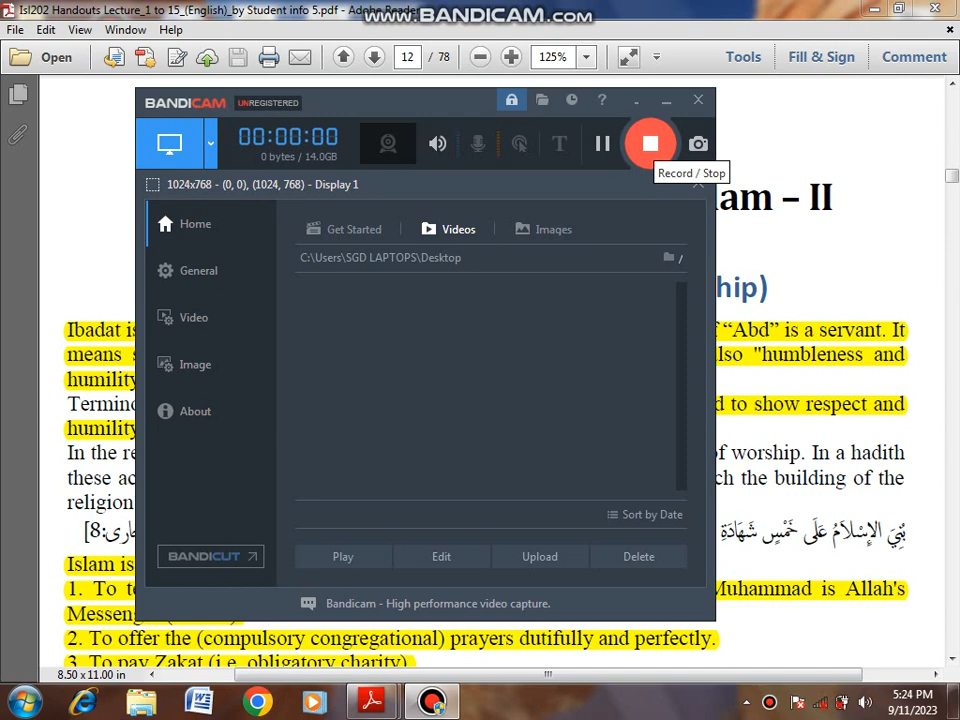 Isl202 Handouts Lecture_1 to 15_(English)_by Student info 5.pdf - Adobe Reader
WWW.BANDICAM.COM
File Edit View Window Help
Open 12 / 78 125% Tools Fill & Sign Comment
BANDICAM UNREGISTERED
00:00:00
0 bytes / 14.0GB
Record / Stop
1024x768 - (0, 0), (1024, 768) - Display 1
lam – II
Home
Get Started Videos Images
C:\Users\SGD LAPTOPS\Desktop
General
hip)
Video
Ibadat is “Abd” is a servant. It
means also "humbleness and
Image
humility
d to show respect and
About
humility
In the of worship. In a hadith
these ch the building of the
religion
Sort by Date
بُنِيَ الإِسْلَامُ عَلَى خَمْسٍ شَهَادَةِ
8]
BANDICUT
Play Edit Upload Delete
Islam is
1. To Muhammad is Allah's
Bandicam - High performance video capture.
2. To offer the (compulsory congregational) prayers dutifully and perfectly.
3. To pay Zakat (i.e. obligatory charity)
8.50 x 11.00 in
5:24 PM
9/11/2023